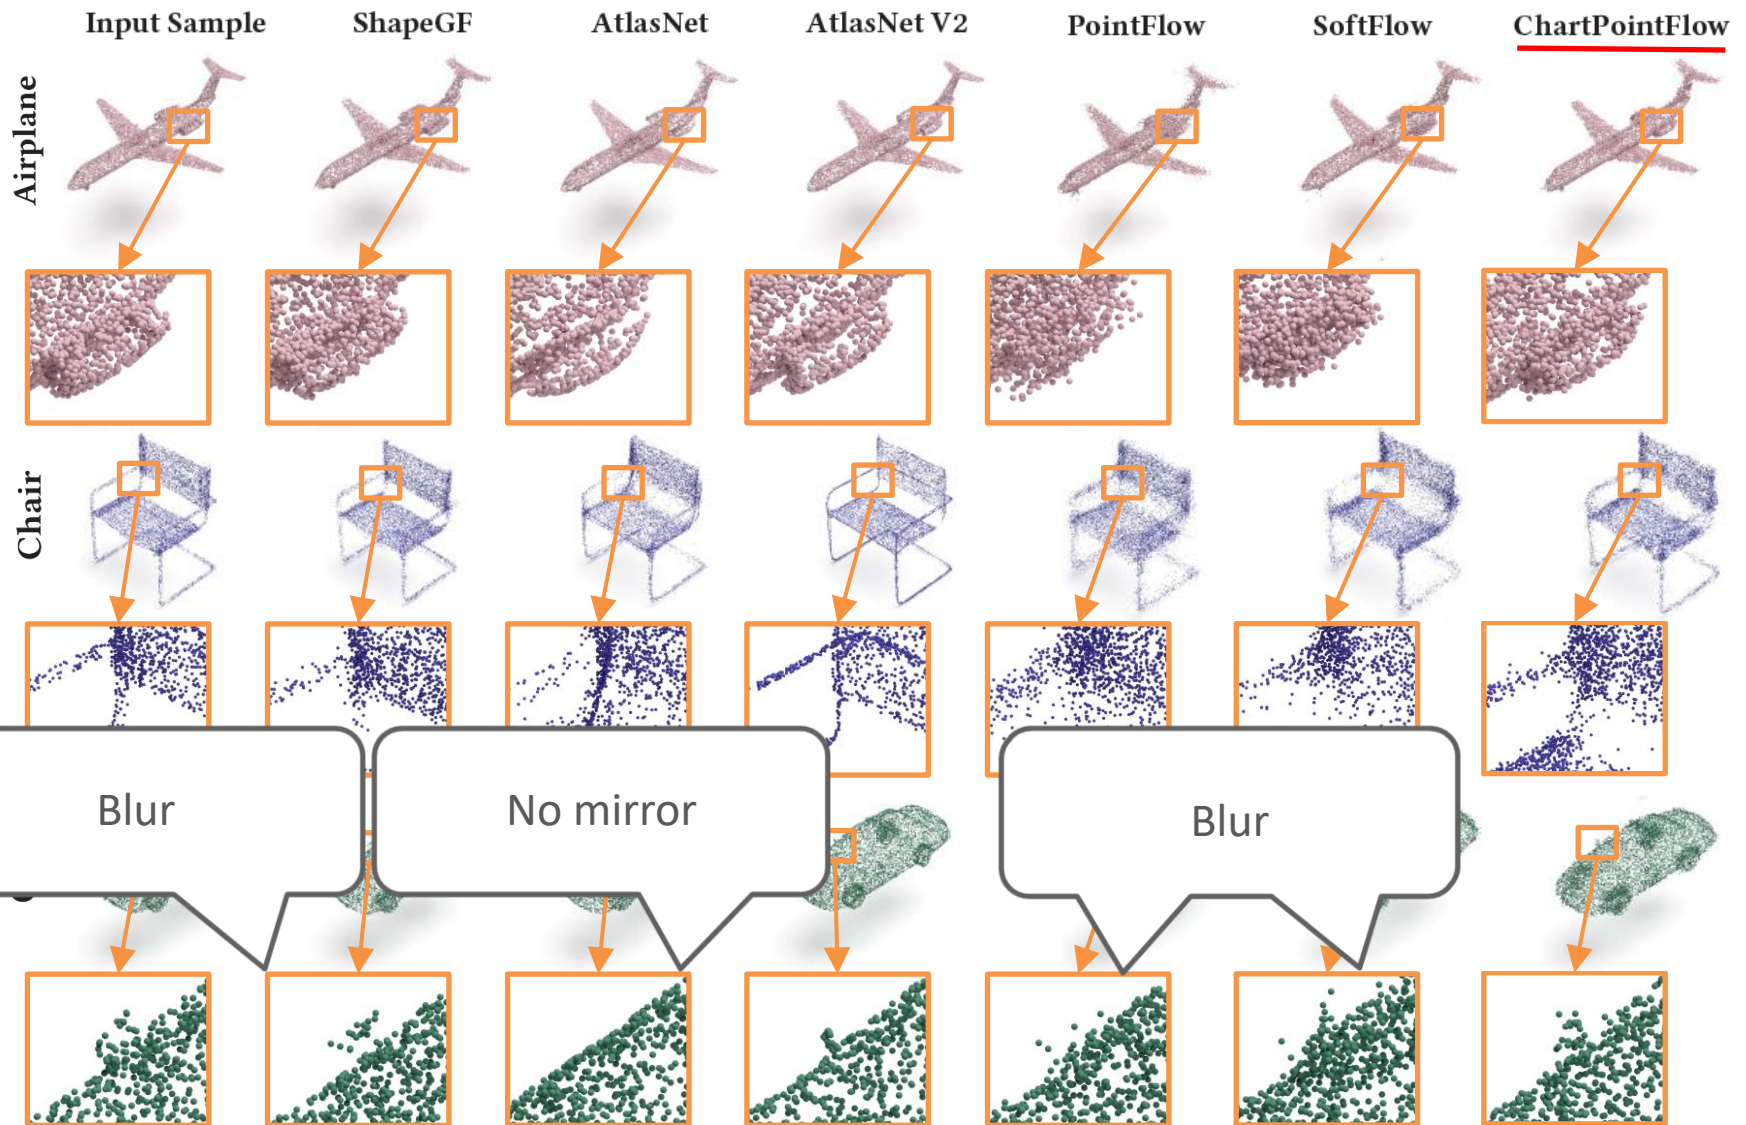 Input Sample ShapeGF AtlasNet AtlasNet V2 PointFlow SoftFlow ChartPointFlow
Airplane
Chair
Blur No mirror Blur